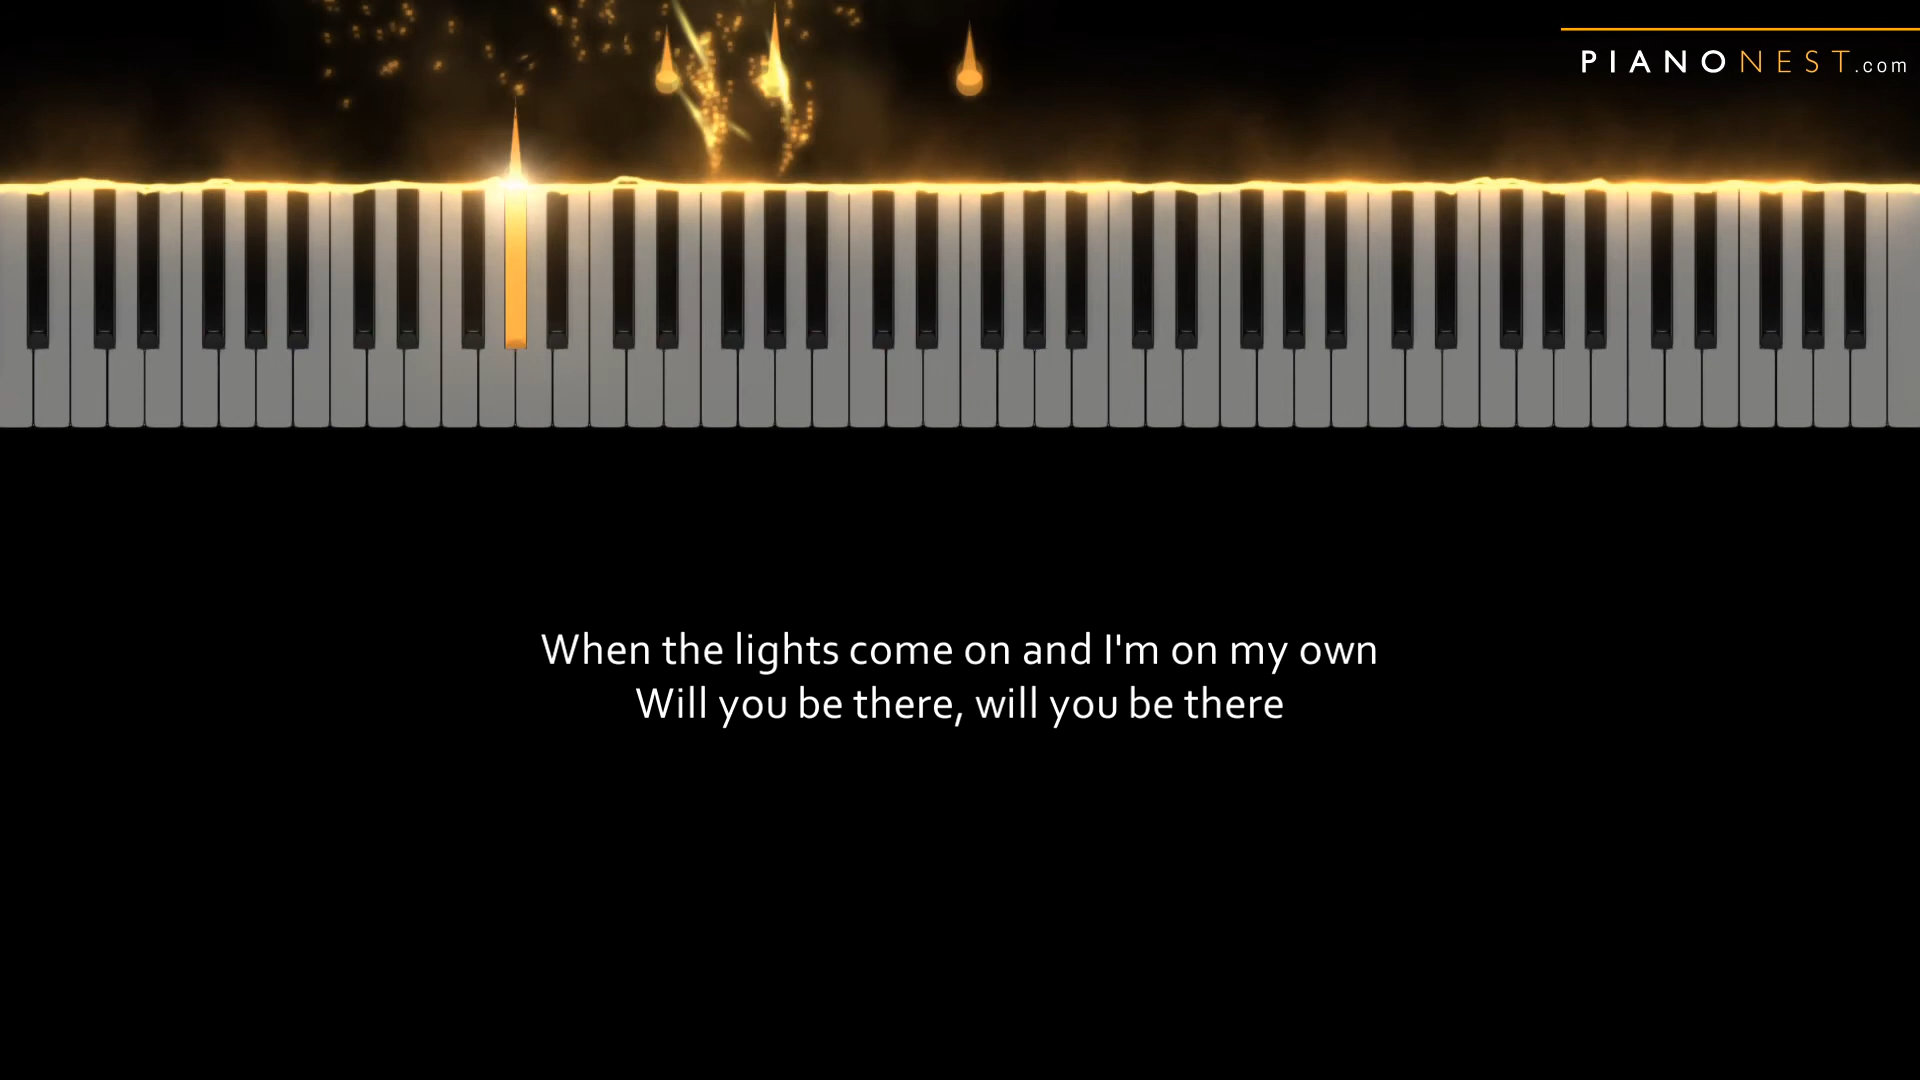 PIANONEST.com
When the lights come on and I'm on my own
Will you be there, will you be there